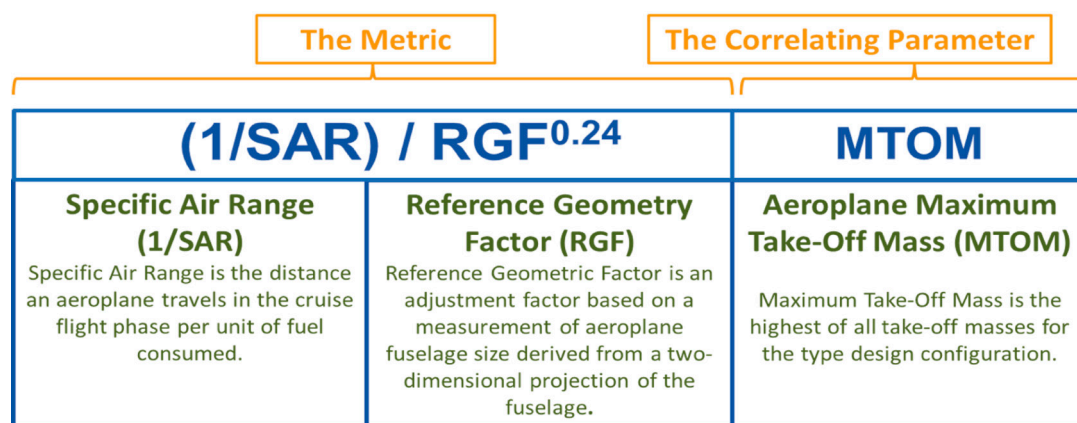 The Metric
The Correlating Parameter
(1/SAR) / RGF^0.24
MTOM
Specific Air Range
(1/SAR)
Specific Air Range is the distance
an aeroplane travels in the cruise
flight phase per unit of fuel
consumed.
Reference Geometry
Factor (RGF)
Reference Geometric Factor is an
adjustment factor based on a
measurement of aeroplane
fuselage size derived from a two-
dimensional projection of the
fuselage.
Aeroplane Maximum
Take-Off Mass (MTOM)
Maximum Take-Off Mass is the
highest of all take-off masses for
the type design configuration.